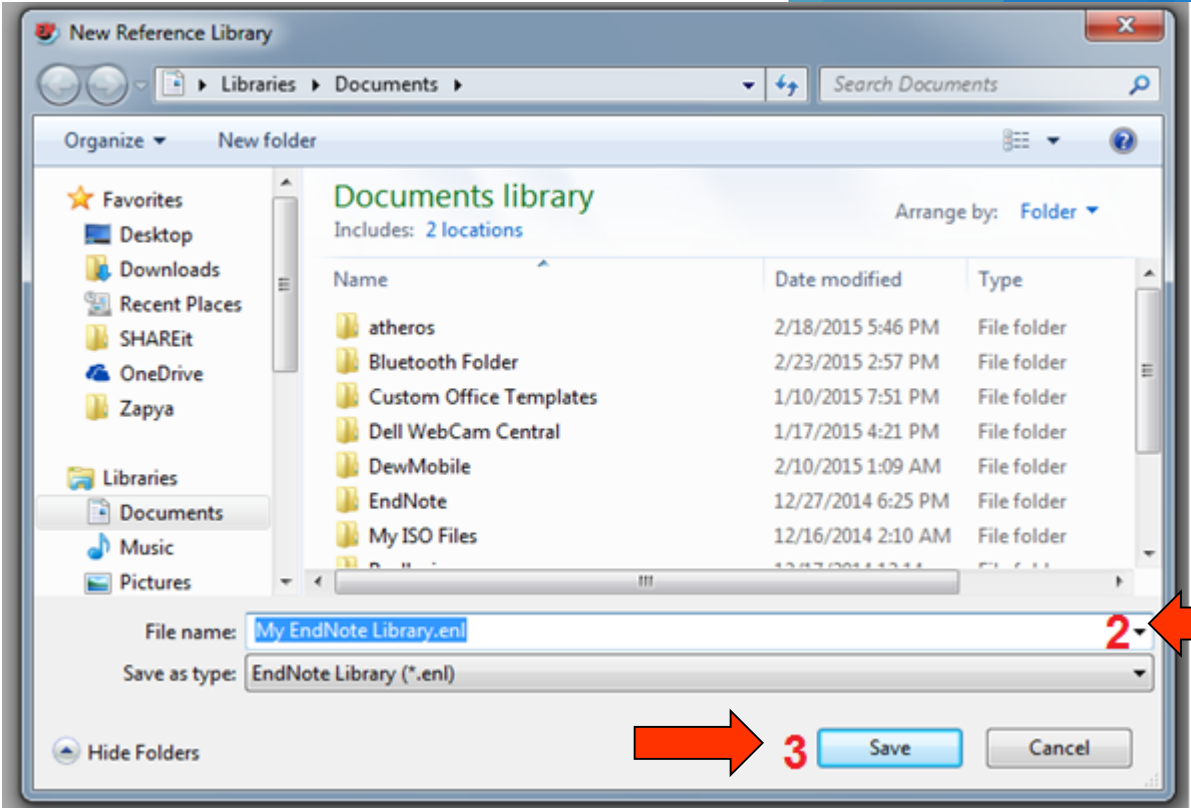 New Reference Library
Libraries Documents
Search Documents
Organize New folder
Favorites
Desktop
Downloads
Recent Places
SHAREit
OneDrive
Zapya
Libraries
Documents
Music
Pictures
Documents library
Includes: 2 locations
Arrange by: Folder
Name Date modified Type
atheros 2/18/2015 5:46 PM File folder
Bluetooth Folder 2/23/2015 2:57 PM File folder
Custom Office Templates 1/10/2015 7:51 PM File folder
Dell WebCam Central 1/17/2015 4:21 PM File folder
DewMobile 2/10/2015 1:09 AM File folder
EndNote 12/27/2014 6:25 PM File folder
My ISO Files 12/16/2014 2:10 AM File folder
File name: My EndNote Library.enl 2
Save as type: EndNote Library (*.enl)
Hide Folders 3 Save Cancel